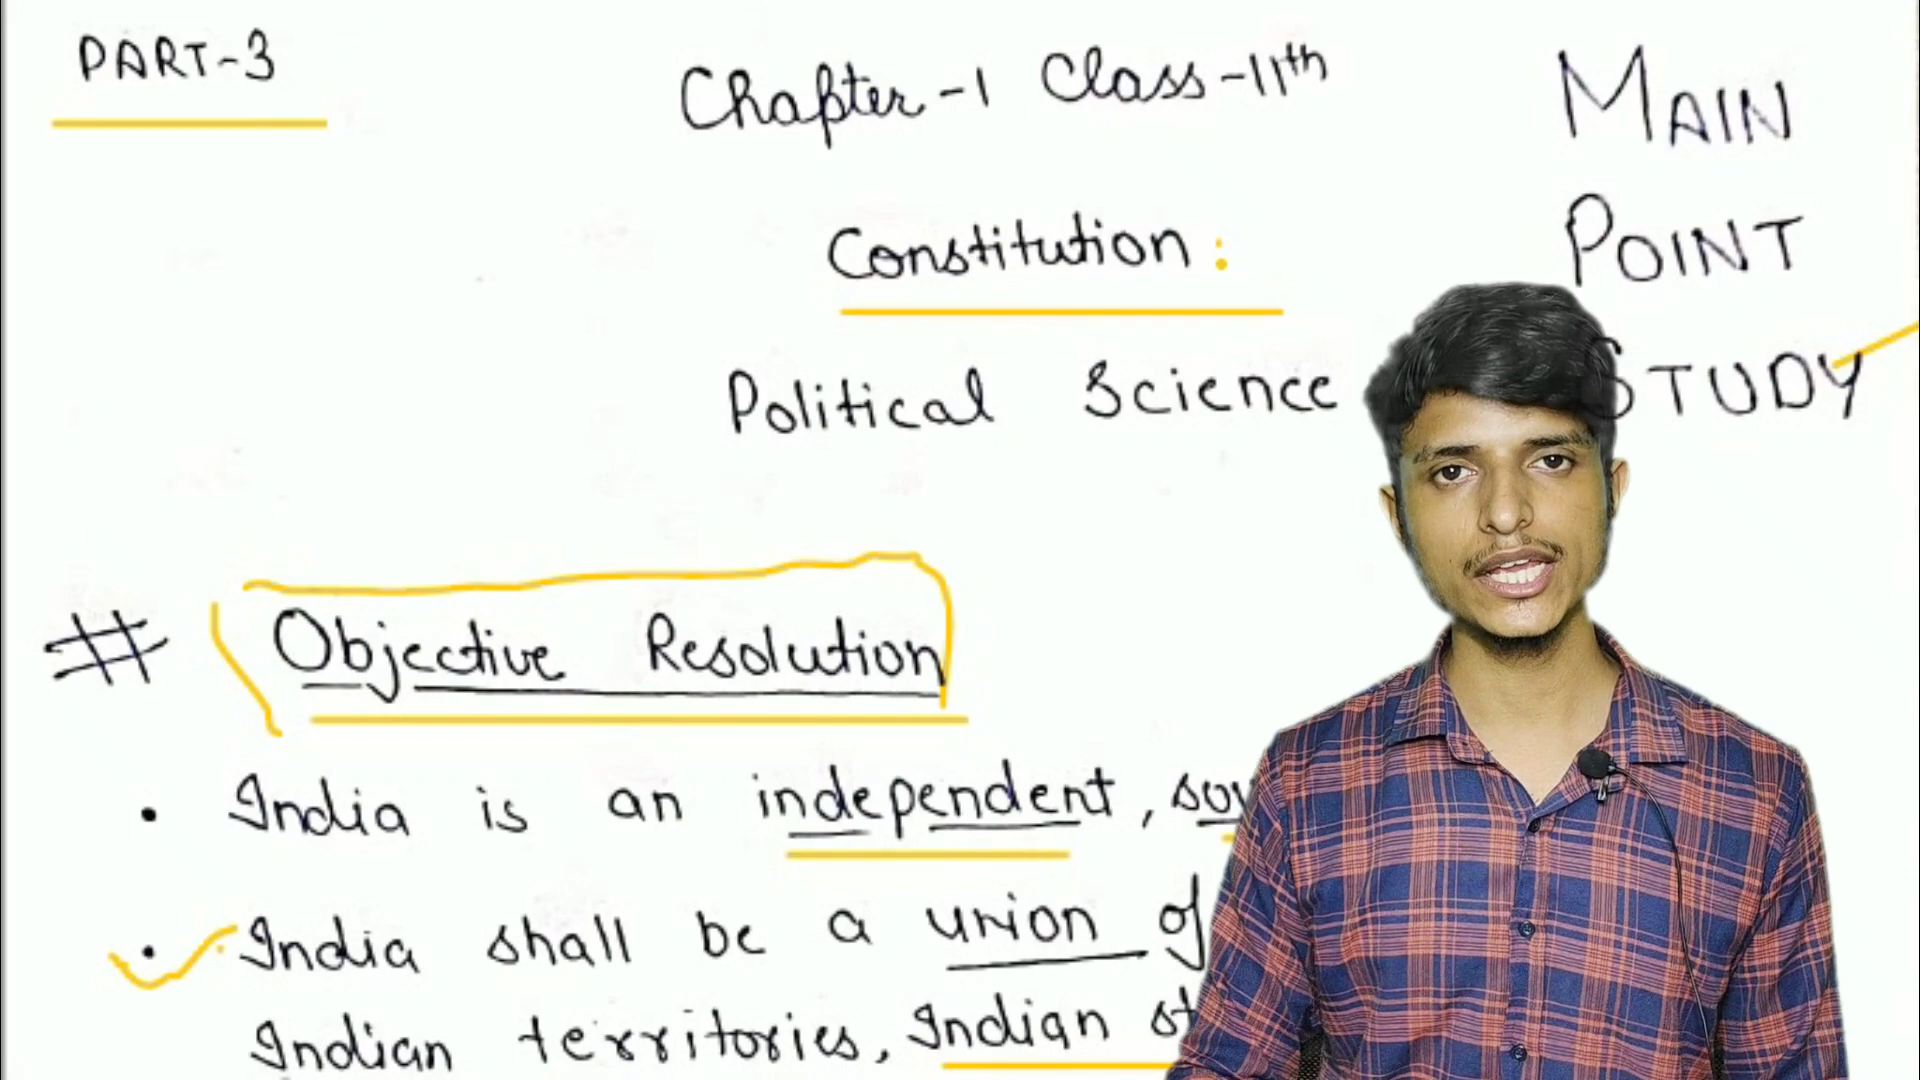 PART-3
Chapter-1 Class-11th
MAIN
Constitution:
POINT
Political Science
STUDY
# Objective Resolution
• India is an independent,
• India shall be a union of
Indian territories, Indian